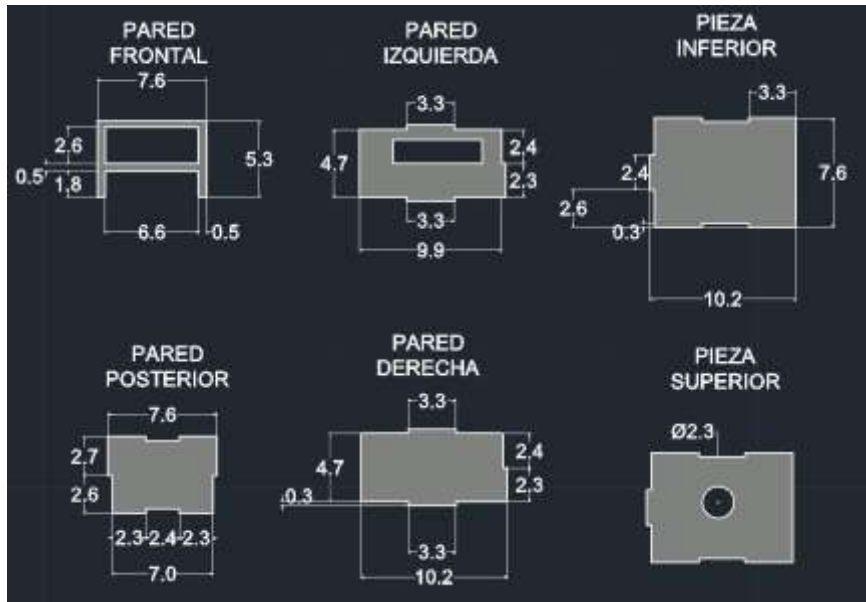 PARED
FRONTAL
7.6
2.6
0.5
1.8
5.3
6.6
0.5
PARED
IZQUIERDA
3.3
4.7
2.4
2.3
3.3
9.9
PIEZA
INFERIOR
3.3
2.4
2.6
0.3
7.6
10.2
PARED
POSTERIOR
7.6
2.7
2.6
2.3 2.4 2.3
7.0
PARED
DERECHA
3.3
4.7
2.4
2.3
0.3
3.3
10.2
PIEZA
SUPERIOR
Ø2.3